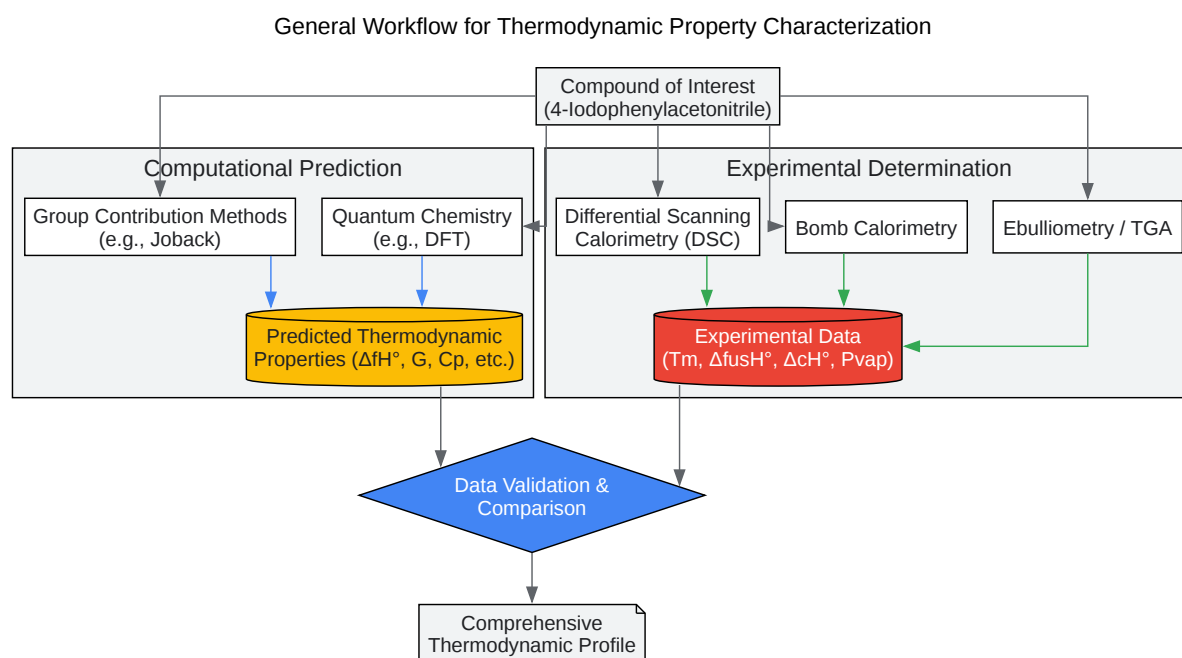 General Workflow for Thermodynamic Property Characterization
Compound of Interest
(4-Iodophenylacetonitrile)
Computational Prediction
Experimental Determination
Group Contribution Methods
(e.g., Joback)
Quantum Chemistry
(e.g., DFT)
Differential Scanning
Calorimetry (DSC)
Bomb Calorimetry
Ebulliometry / TGA
Predicted Thermodynamic
Properties (ΔfH°, G, Cp, etc.)
Experimental Data
(Tm, ΔfusH°, ΔcH°, Pvap)
Data Validation &
Comparison
Comprehensive
Thermodynamic Profile